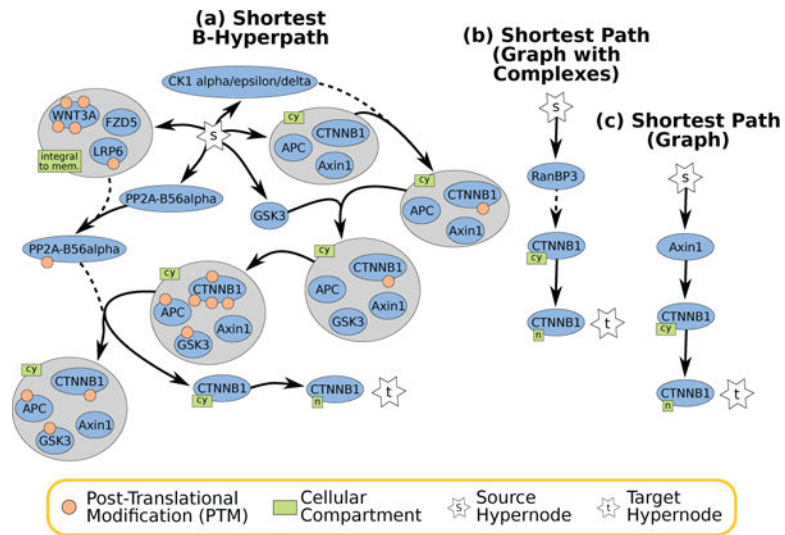 (a) Shortest
B-Hyperpath
(b) Shortest Path
(Graph with
Complexes)
(c) Shortest Path
(Graph)
CK1 alpha/epsilon/delta
WNT3A
FZD5
LRP6
integral
to mem.
s
cy
CTNNB1
APC
Axin1
PP2A-B56alpha
GSK3
cy
CTNNB1
APC
Axin1
PP2A-B56alpha
cy
CTNNB1
APC
Axin1
GSK3
cy
CTNNB1
APC
Axin1
GSK3
cy
CTNNB1
APC
Axin1
GSK3
CTNNB1
cy
CTNNB1
n
t
s
RanBP3
CTNNB1
cy
CTNNB1
n
t
s
Axin1
CTNNB1
cy
CTNNB1
n
t
Post-Translational
Modification (PTM)
Cellular
Compartment
s
Source
Hypernode
t
Target
Hypernode